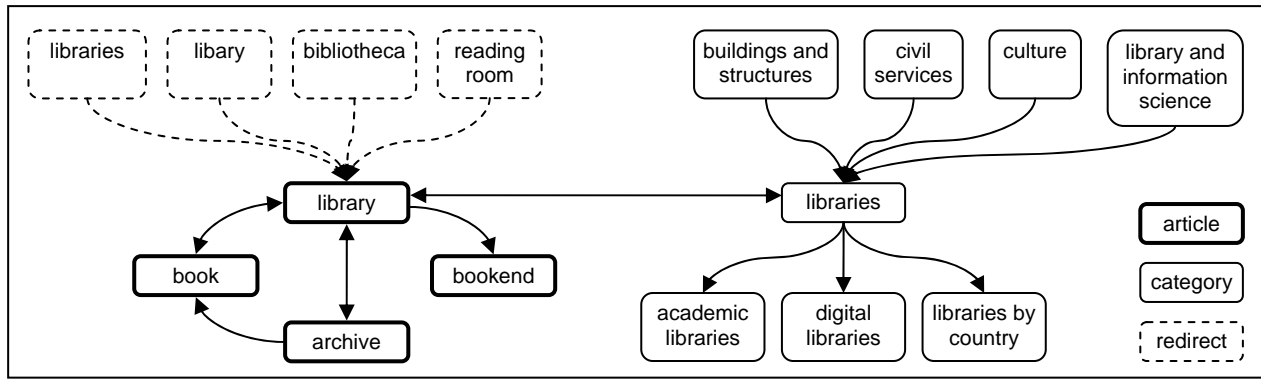 libraries
libary
bibliotheca
reading
room
buildings and
structures
civil
services
culture
library and
information
science
library
libraries
book
bookend
archive
academic
libraries
digital
libraries
libraries by
country
article
category
redirect